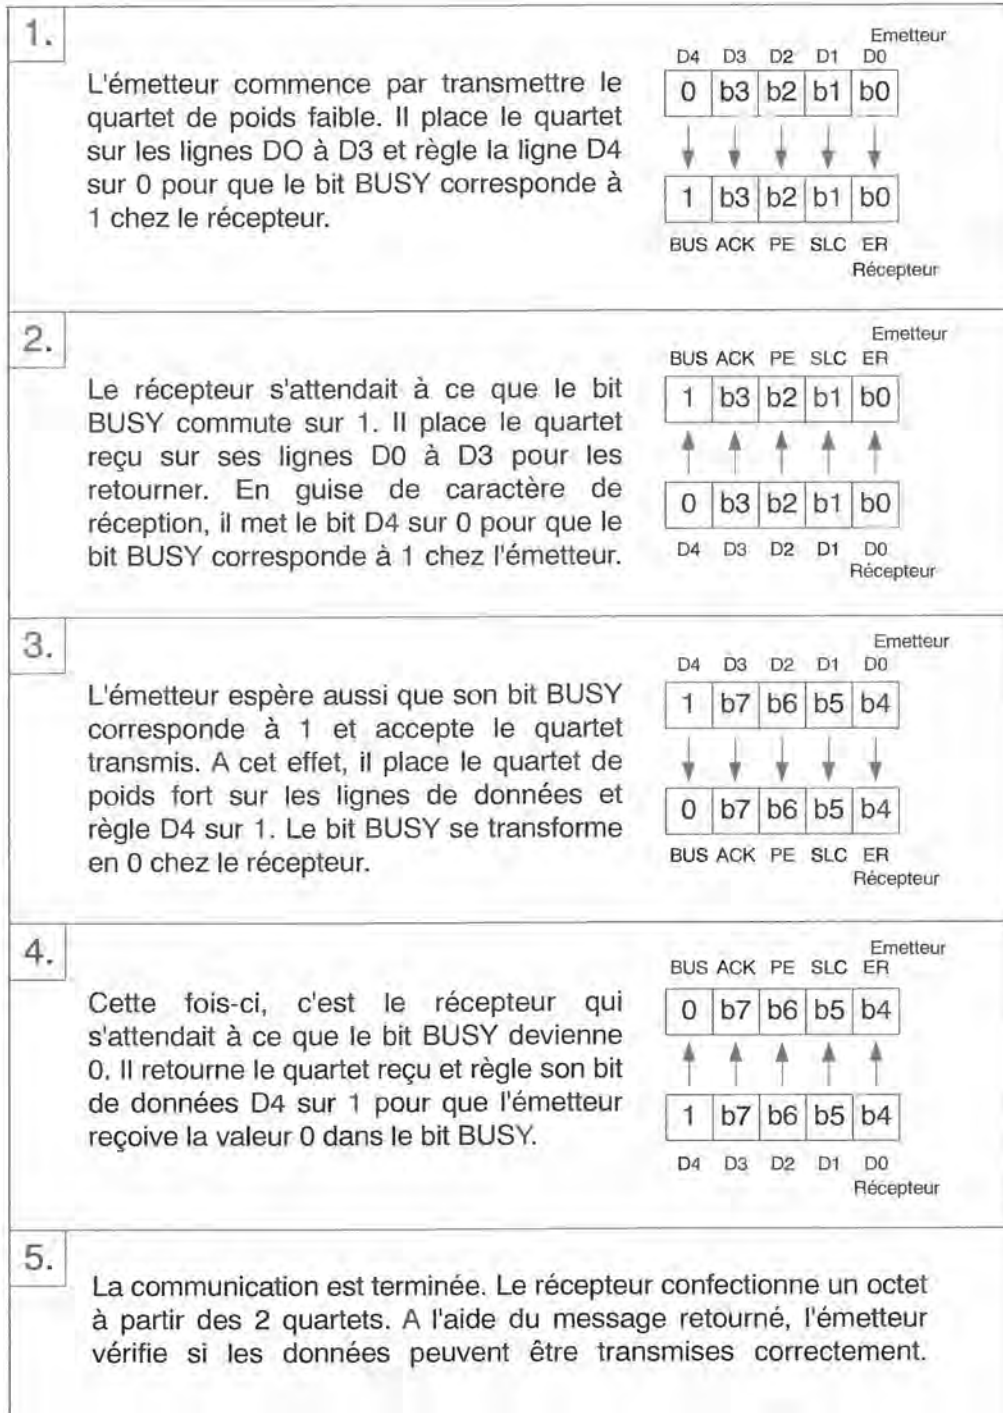 1.
L'émetteur commence par transmettre le
quartet de poids faible. Il place le quartet
sur les lignes DO à D3 et règle la ligne D4
sur 0 pour que le bit BUSY corresponde à
1 chez le récepteur.
Emetteur
D4 D3 D2 D1 D0
0 b3 b2 b1 b0
1 b3 b2 b1 b0
BUS ACK PE SLC ER
Récepteur
2.
Le récepteur s'attendait à ce que le bit
BUSY commute sur 1. Il place le quartet
reçu sur ses lignes D0 à D3 pour les
retourner. En guise de caractère de
réception, il met le bit D4 sur 0 pour que le
bit BUSY corresponde à 1 chez l'émetteur.
Emetteur
BUS ACK PE SLC ER
1 b3 b2 b1 b0
0 b3 b2 b1 b0
D4 D3 D2 D1 D0
Récepteur
3.
L'émetteur espère aussi que son bit BUSY
corresponde à 1 et accepte le quartet
transmis. A cet effet, il place le quartet de
poids fort sur les lignes de données et
règle D4 sur 1. Le bit BUSY se transforme
en 0 chez le récepteur.
Emetteur
D4 D3 D2 D1 D0
1 b7 b6 b5 b4
0 b7 b6 b5 b4
BUS ACK PE SLC ER
Récepteur
4.
Cette fois-ci, c'est le récepteur qui
s'attendait à ce que le bit BUSY devienne
0. Il retourne le quartet reçu et règle son bit
de données D4 sur 1 pour que l'émetteur
reçoive la valeur 0 dans le bit BUSY.
Emetteur
BUS ACK PE SLC ER
0 b7 b6 b5 b4
1 b7 b6 b5 b4
D4 D3 D2 D1 D0
Récepteur
5.
La communication est terminée. Le récepteur confectionne un octet
à partir des 2 quartets. A l'aide du message retourné, l'émetteur
vérifie si les données peuvent être transmises correctement.